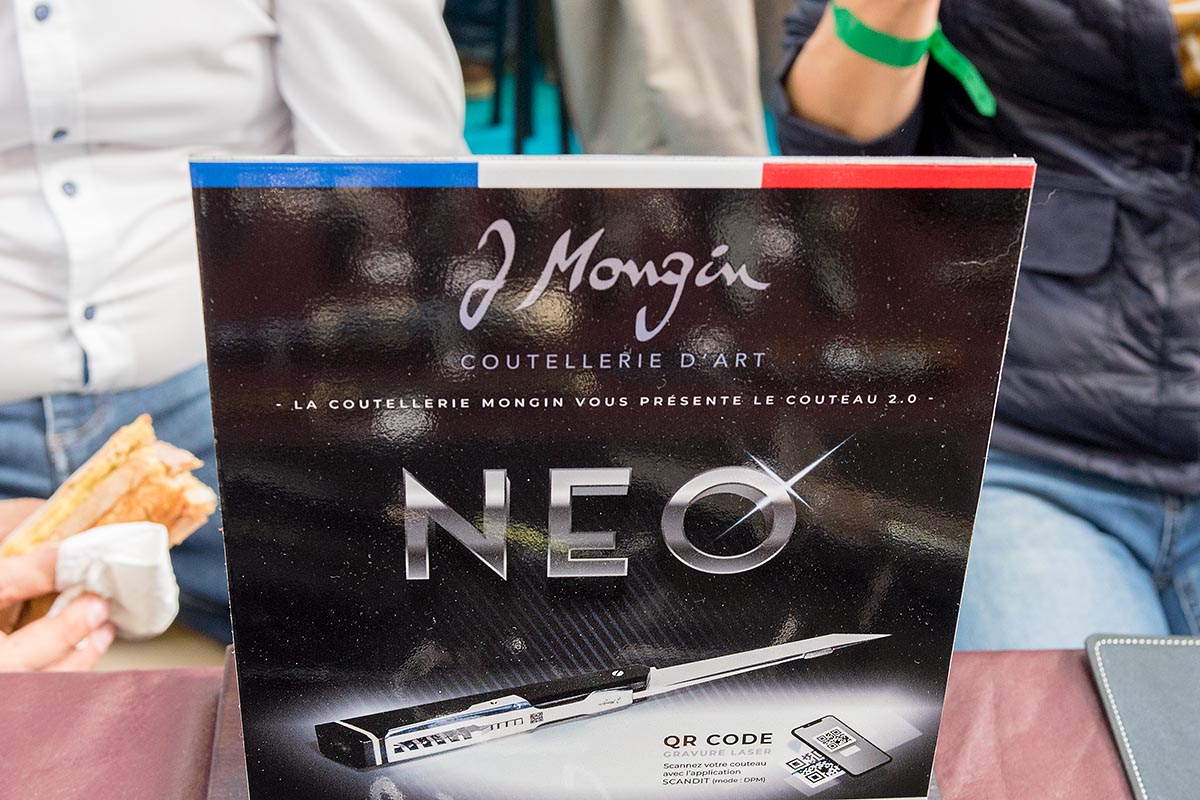 J Mongin
COUTELLERIE D'ART
- LA COUTELLERIE MONGIN VOUS PRÉSENTE LE COUTEAU 2.0 -
NEO
QR CODE
GRAVURE LASER
Scannez votre couteau
avec l'application
SCANDIT (mode : DPM)